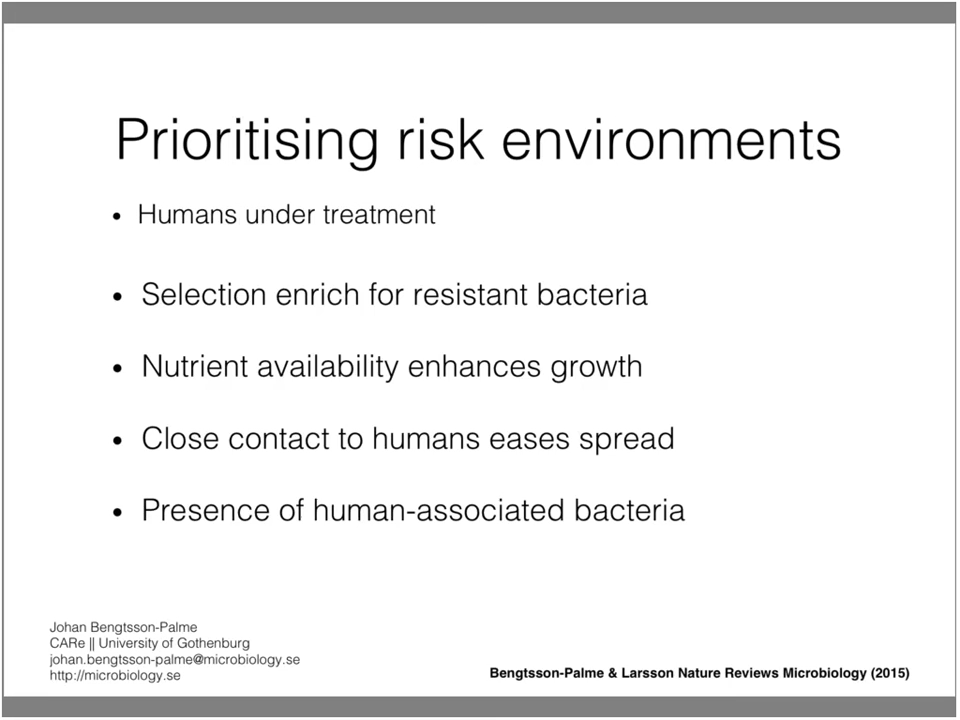 Prioritising risk environments
• Humans under treatment
• Selection enrich for resistant bacteria
• Nutrient availability enhances growth
• Close contact to humans eases spread
• Presence of human-associated bacteria
Johan Bengtsson-Palme
CARe || University of Gothenburg
johan.bengtsson-palme@microbiology.se
http://microbiology.se
Bengtsson-Palme & Larsson Nature Reviews Microbiology (2015)